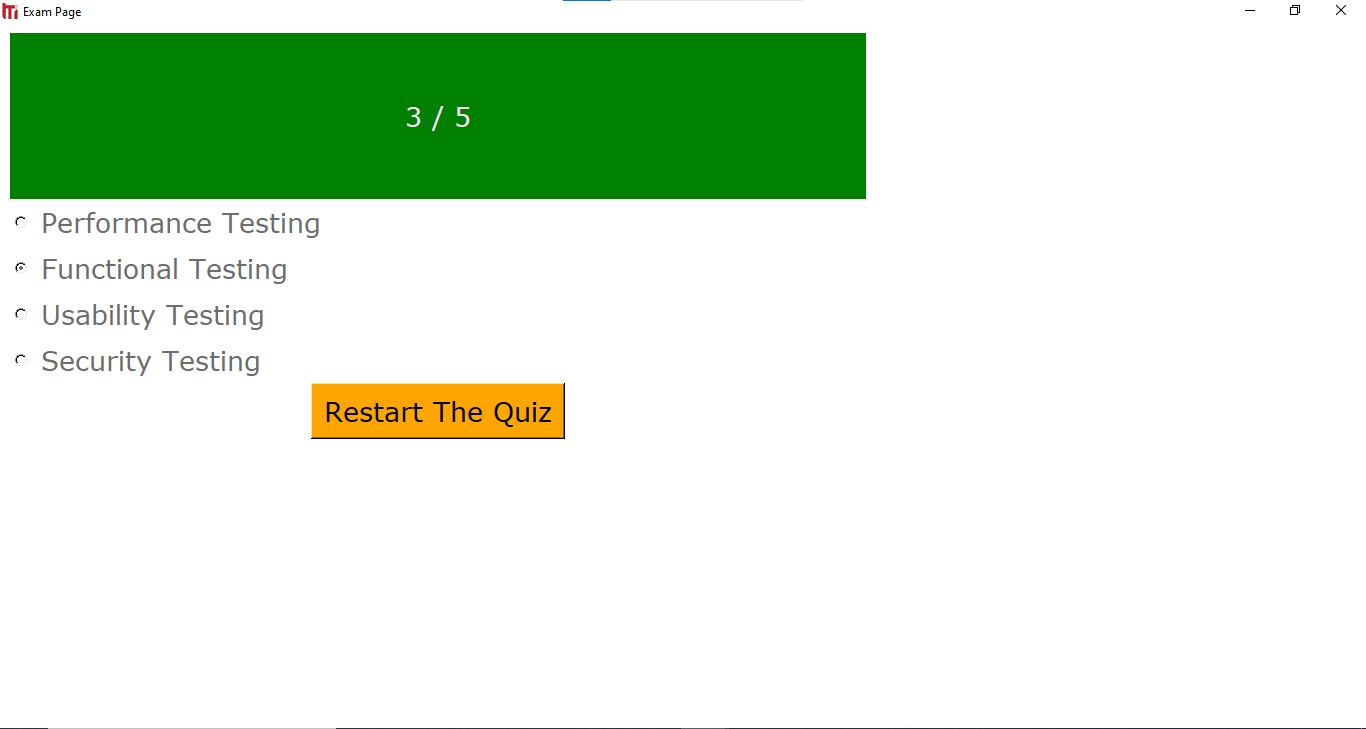 Exam Page
3 / 5
Performance Testing
Functional Testing
Usability Testing
Security Testing
Restart The Quiz